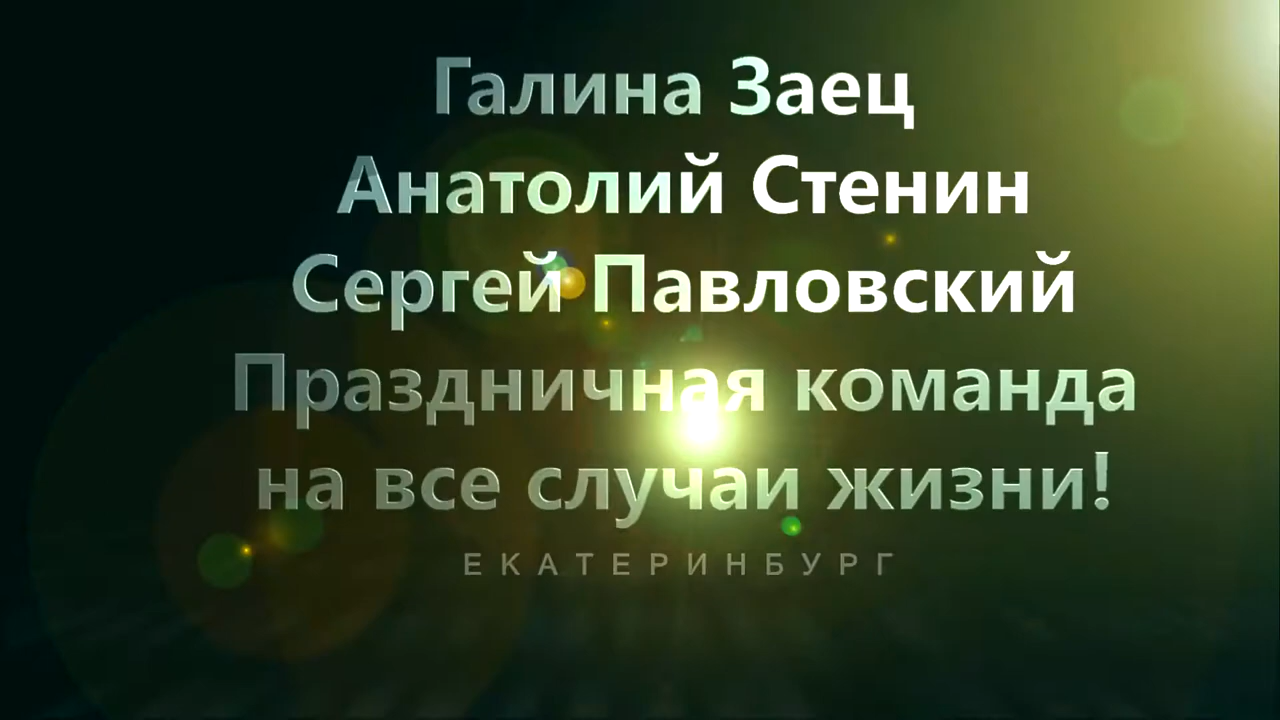 Галина Заец
Анатолий Стенин
Сергей Павловский
Праздничная команда
на все случаи жизни!
ЕКАТЕРИНБУРГ